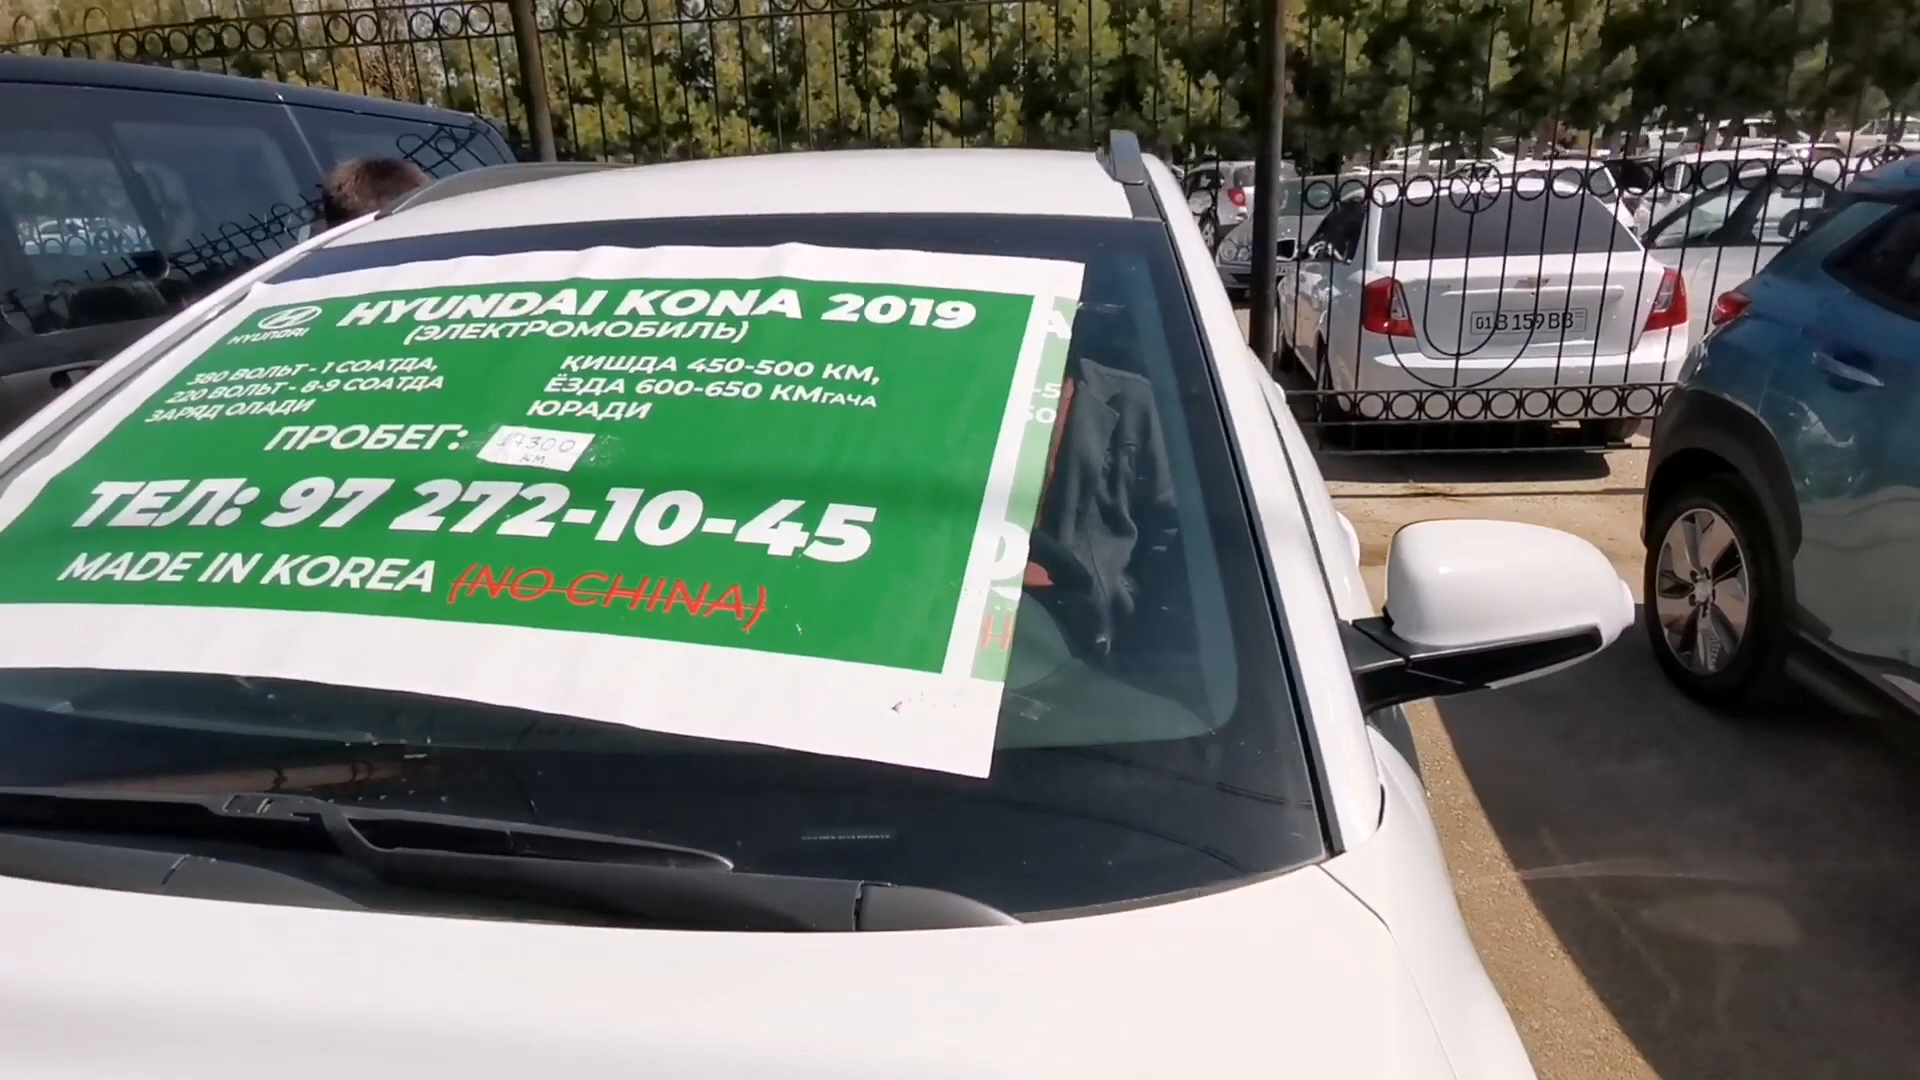 HYUNDAI
HYUNDAI KONA 2019
(ЭЛЕКТРОМОБИЛЬ)
380 ВОЛЬТ - 1 СОАТДА,
220 ВОЛЬТ - 8-9 СОАТДА
ЗАРЯД ОЛАДИ
ҚИШДА 450-500 КМ,
ЁЗДА 600-650 КМГАЧА
ЮРАДИ
ПРОБЕГ: 17300
КМ
ТЕЛ: 97 272-10-45
MADE IN KOREA (NO CHINA)
01 B 159 BB